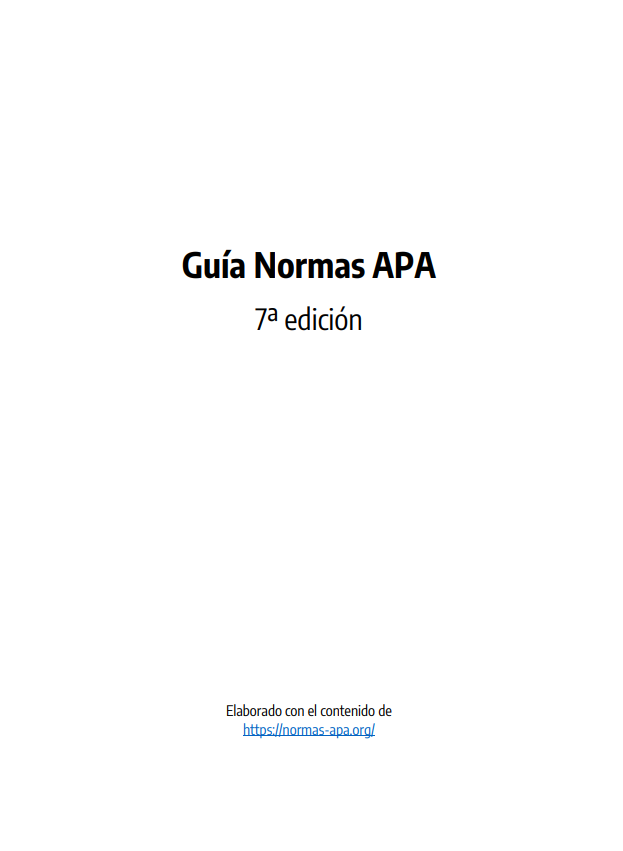 Guía Normas APA
7ª edición
Elaborado con el contenido de
https://normas-apa.org/